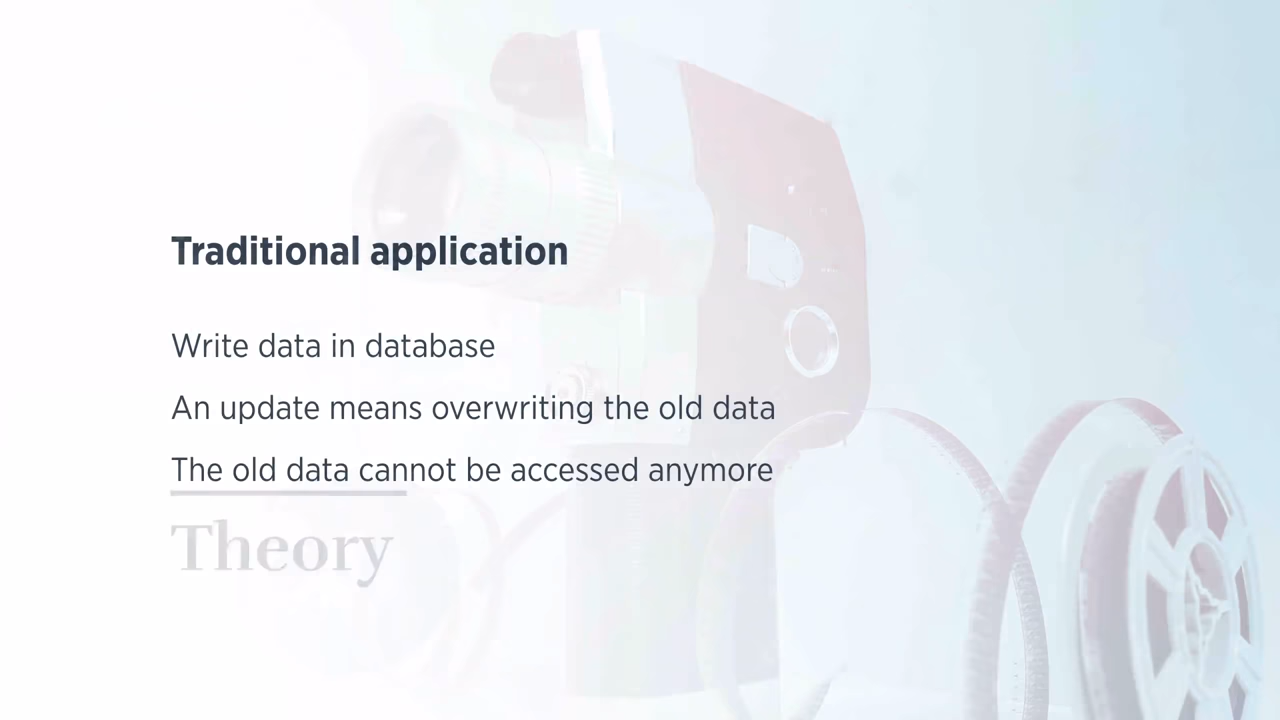 Traditional application
Write data in database
An update means overwriting the old data
The old data cannot be accessed anymore
Theory